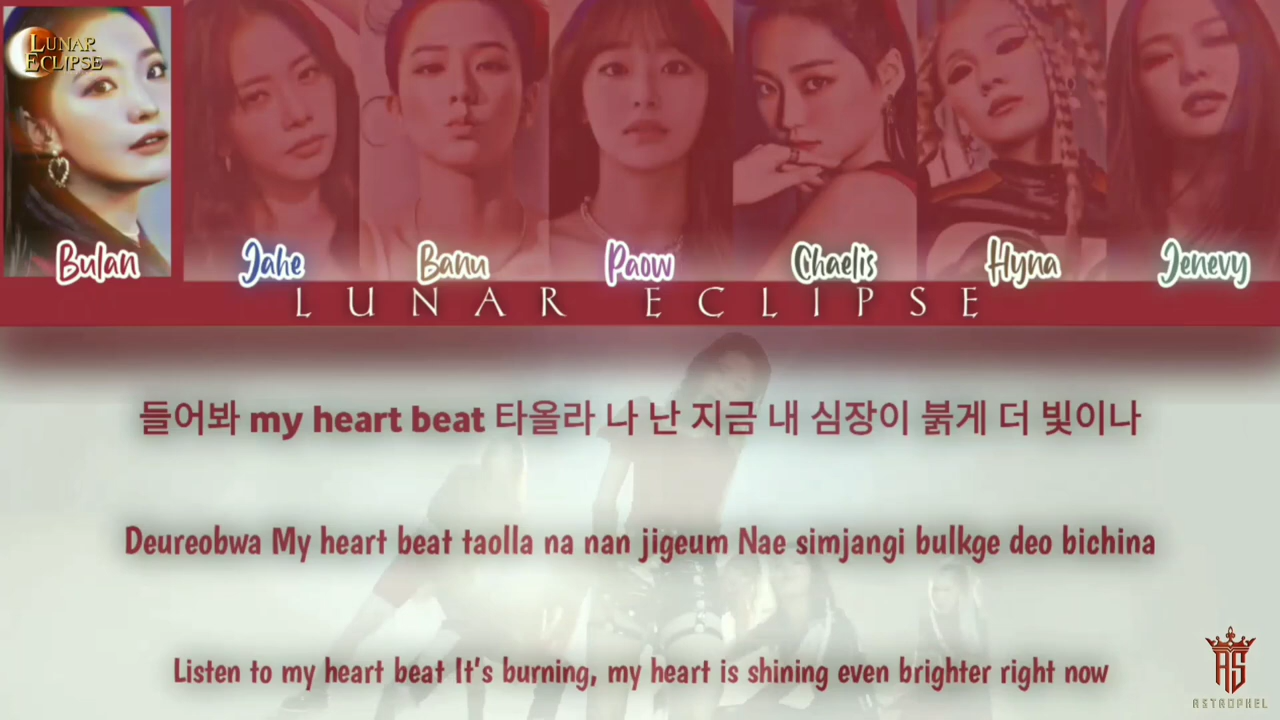 LUNAR
ECLIPSE
Bulan Jahe Banu Paow Chaelis Hyna Jenevy
LUNAR ECLIPSE
들어봐 my heart beat 타올라 나 난 지금 내 심장이 붉게 더 빛이나
Deureobwa My heart beat taolla na nan jigeum Nae simjangi bulkge deo bichina
Listen to my heart beat It's burning, my heart is shining even brighter right now
AS
ASTROPHEL